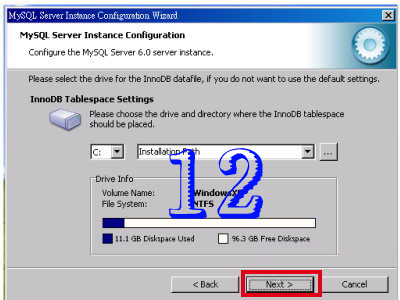 MySQL Server Instance Configuration Wizard
MySQL Server Instance Configuration
Configure the MySQL Server 6.0 server instance.
Please select the drive for the InnoDB datafile, if you do not want to use the default settings.
InnoDB Tablespace Settings
Please choose the drive and directory where the InnoDB tablespace
should be placed.
C: Installation Path ...
12
Drive Info
Volume Name: WindowsXP
File System: NTFS
11.1 GB Diskspace Used 96.3 GB Free Diskspace
< Back Next > Cancel